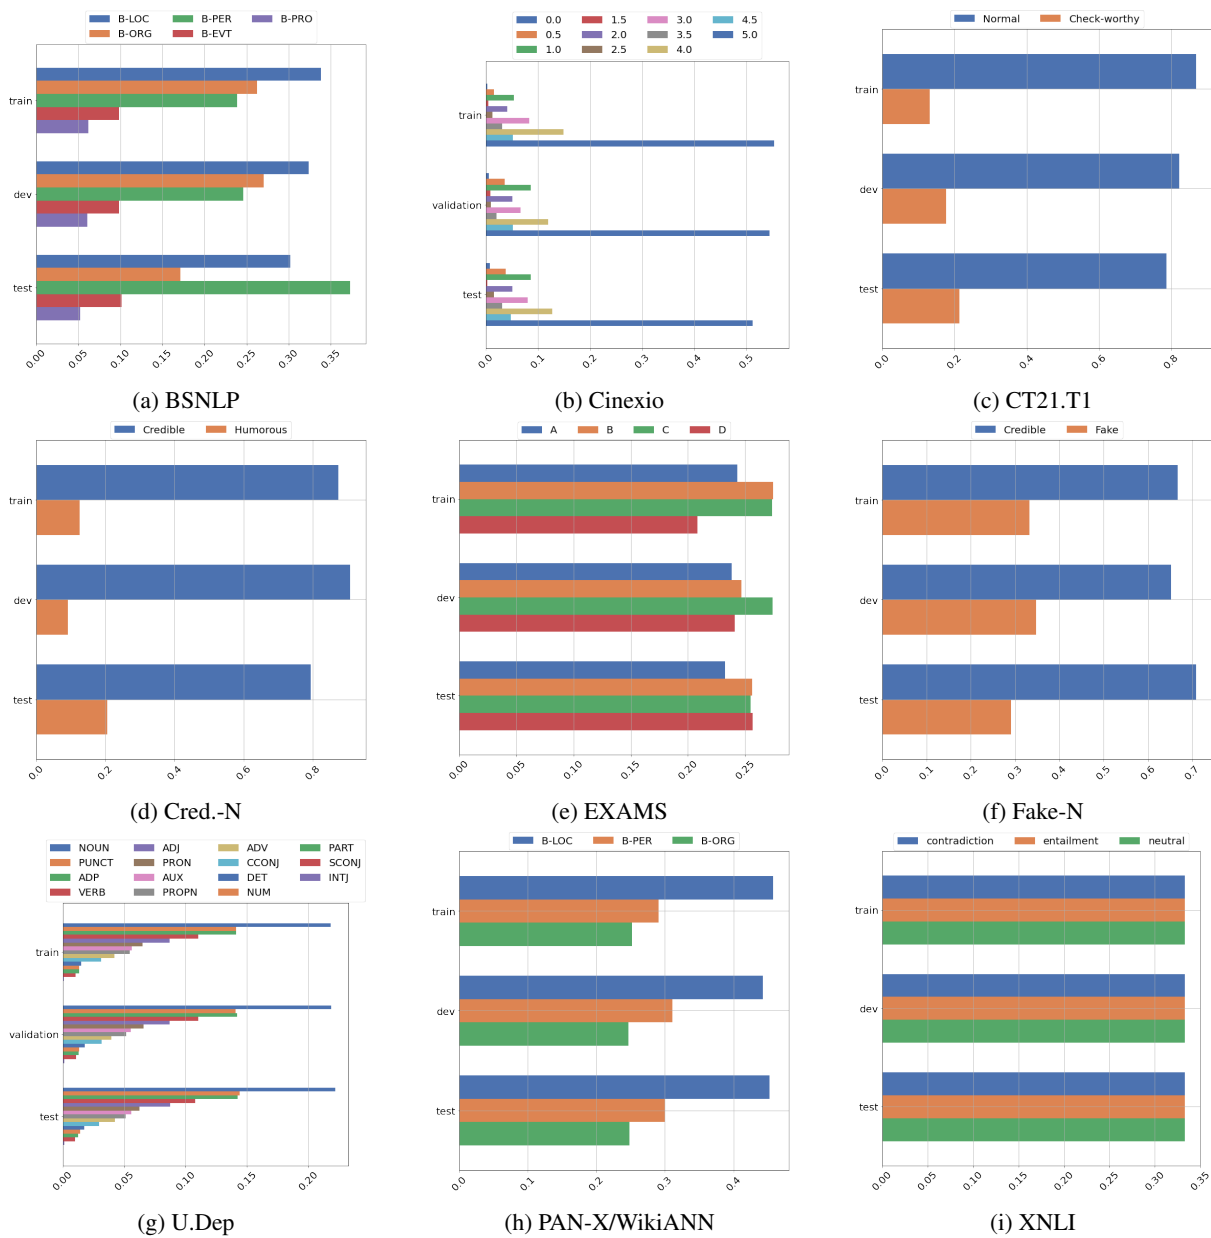 B-LOC B-PER B-PRO
B-ORG B-EVT
train
dev
test
0.00 0.05 0.10 0.15 0.20 0.25 0.30 0.35
(a) BSNLP
0.0 1.5 3.0 4.5
0.5 2.0 3.5 5.0
1.0 2.5 4.0
train
validation
test
0.0 0.1 0.2 0.3 0.4 0.5
(b) Cinexio
Normal Check-worthy
train
dev
test
0.0 0.2 0.4 0.6 0.8
(c) CT21.T1
Credible Humorous
train
dev
test
0.0 0.2 0.4 0.6 0.8
(d) Cred.-N
A B C D
train
dev
test
0.00 0.05 0.10 0.15 0.20 0.25
(e) EXAMS
Credible Fake
train
dev
test
0.0 0.1 0.2 0.3 0.4 0.5 0.6 0.7
(f) Fake-N
NOUN ADJ ADV PART
PUNCT PRON CCONJ SCONJ
ADP AUX DET INTJ
VERB PROPN NUM
train
validation
test
0.00 0.05 0.10 0.15 0.20
(g) U.Dep
B-LOC B-PER B-ORG
train
dev
test
0.0 0.1 0.2 0.3 0.4
(h) PAN-X/WikiANN
contradiction entailment neutral
train
dev
test
0.00 0.05 0.10 0.15 0.20 0.25 0.30 0.35
(i) XNLI